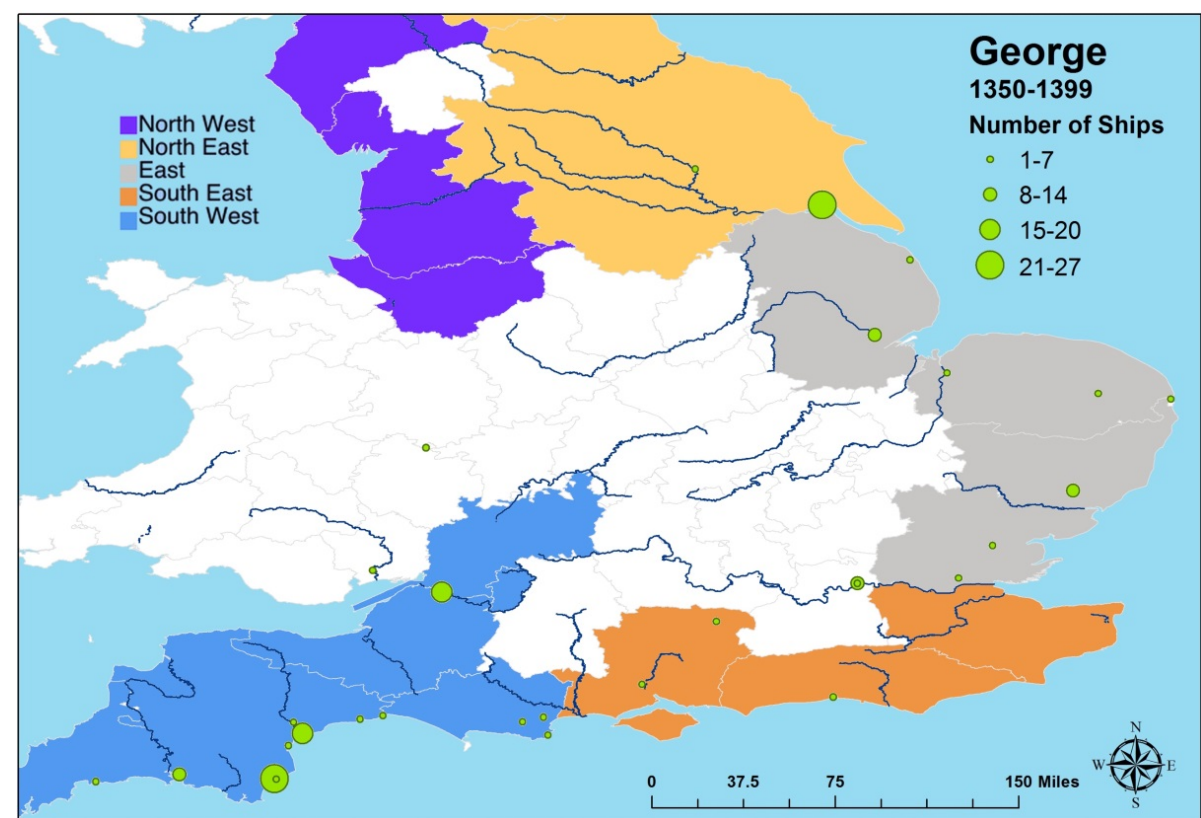 George
1350-1399
Number of Ships
1-7
8-14
15-20
21-27
North West
North East
East
South East
South West
N
W E
S
0 37.5 75 150 Miles